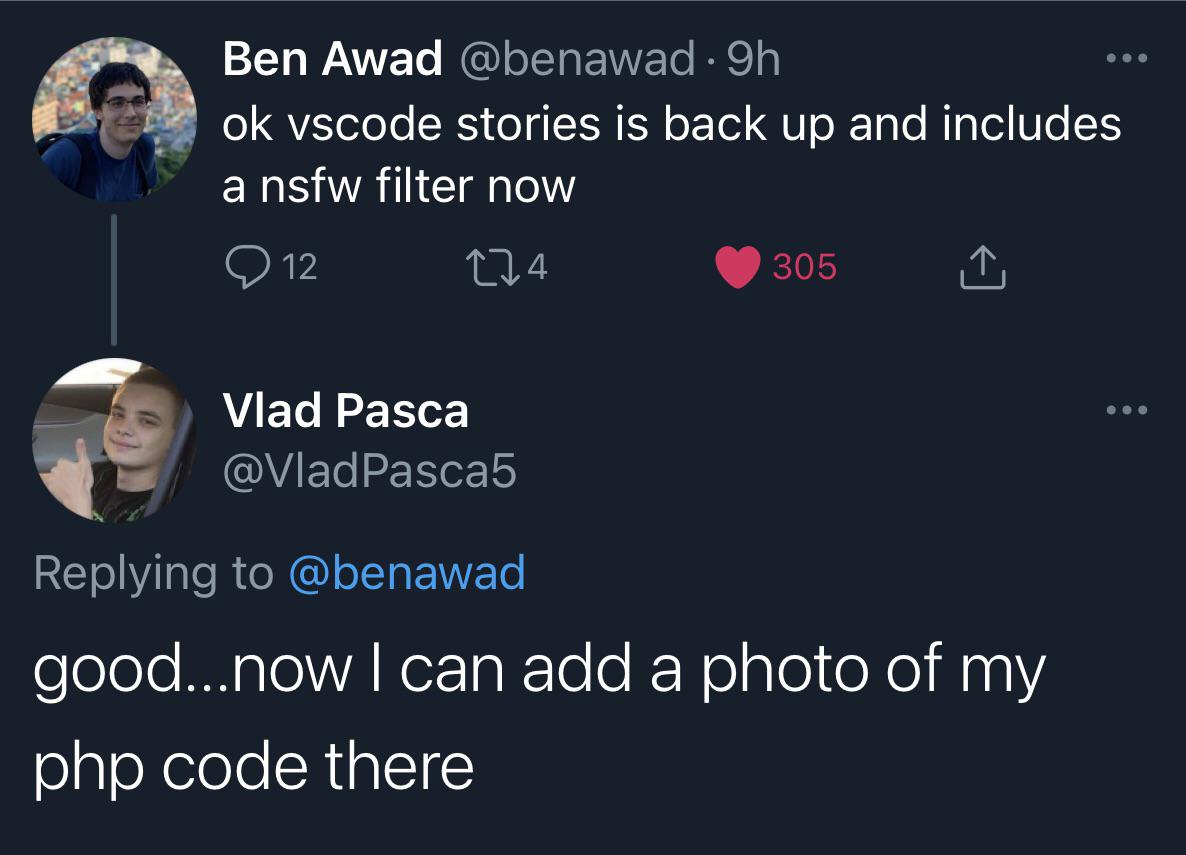 Ben Awad @benawad · 9h
ok vscode stories is back up and includes
a nsfw filter now
12 4 305
Vlad Pasca
@VladPasca5
Replying to @benawad
good...now I can add a photo of my
php code there